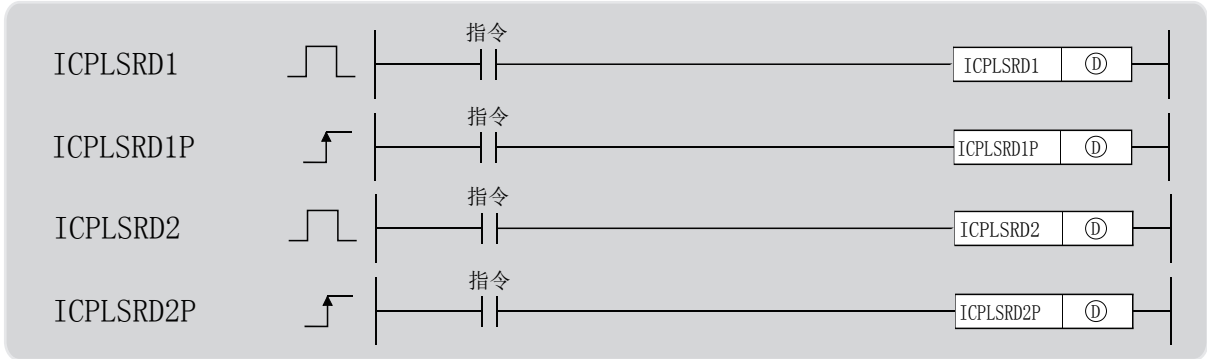 指令
ICPLSRD1 ICPLSRD1 Ⓓ
指令
ICPLSRD1P ICPLSRD1P Ⓓ
指令
ICPLSRD2 ICPLSRD2 Ⓓ
指令
ICPLSRD2P ICPLSRD2P Ⓓ